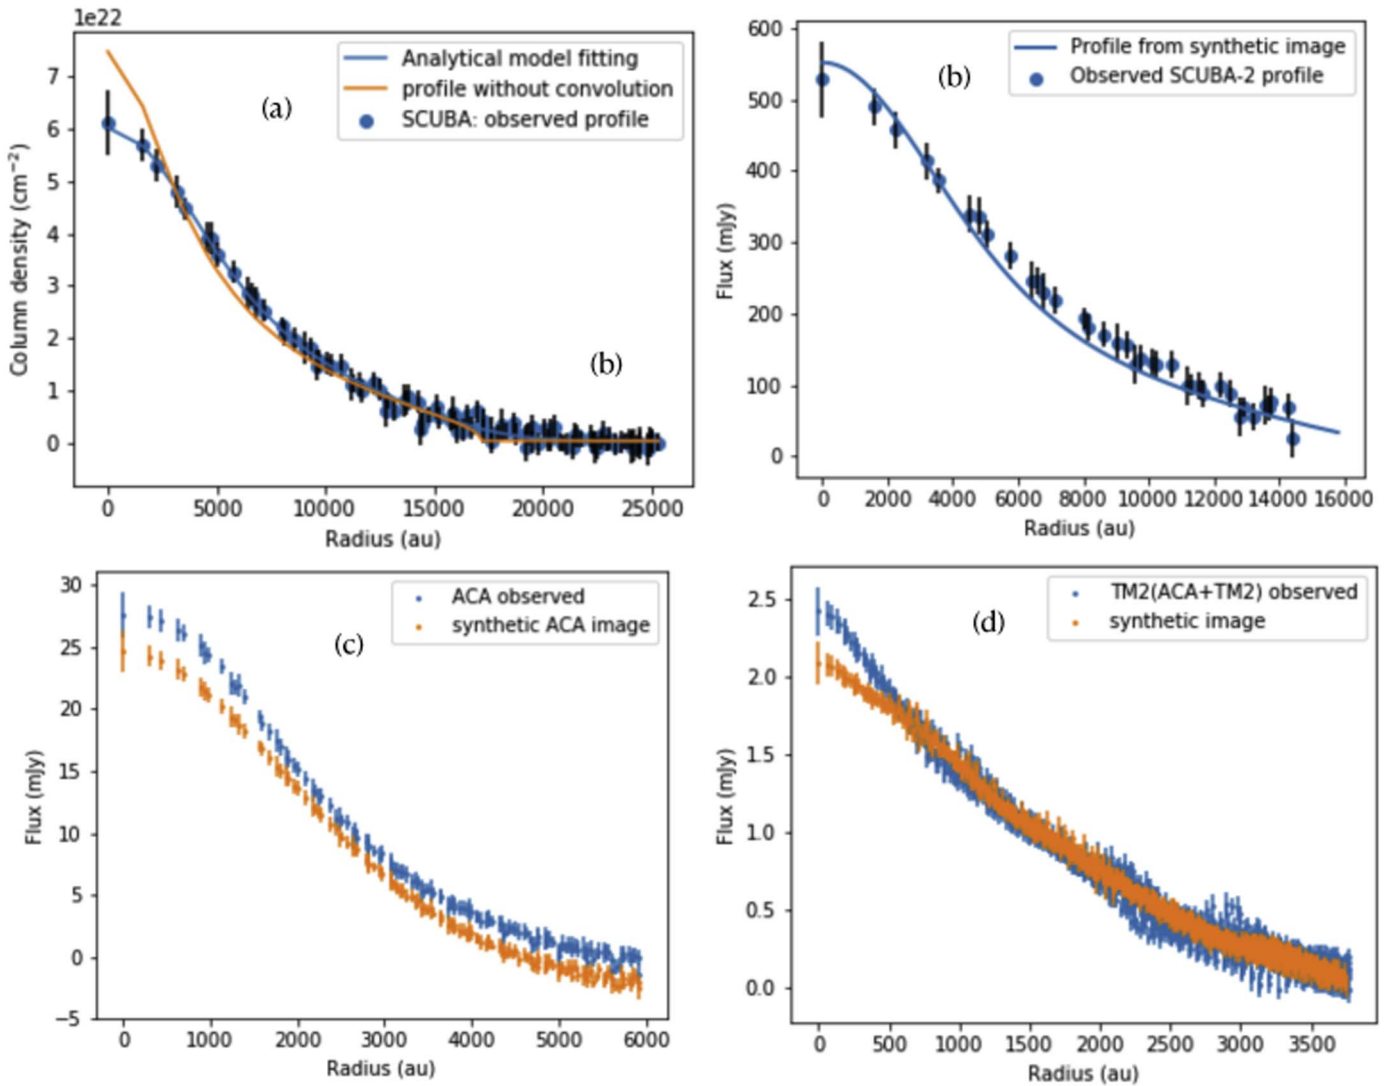 1e22
Analytical model fitting
profile without convolution
SCUBA: observed profile
(a)
(b)
7
6
5
4
3
2
1
0
Column density (cm⁻²)
0 5000 10000 15000 20000 25000
Radius (au)
Profile from synthetic image
Observed SCUBA-2 profile
(b)
600
500
400
300
200
100
0
Flux (mJy)
0 2000 4000 6000 8000 10000 12000 14000 16000
Radius (au)
ACA observed
synthetic ACA image
(c)
30
25
20
15
10
5
0
−5
Flux (mJy)
0 1000 2000 3000 4000 5000 6000
Radius (au)
TM2(ACA+TM2) observed
synthetic image
(d)
2.5
2.0
1.5
1.0
0.5
0.0
Flux (mJy)
0 500 1000 1500 2000 2500 3000 3500
Radius (au)